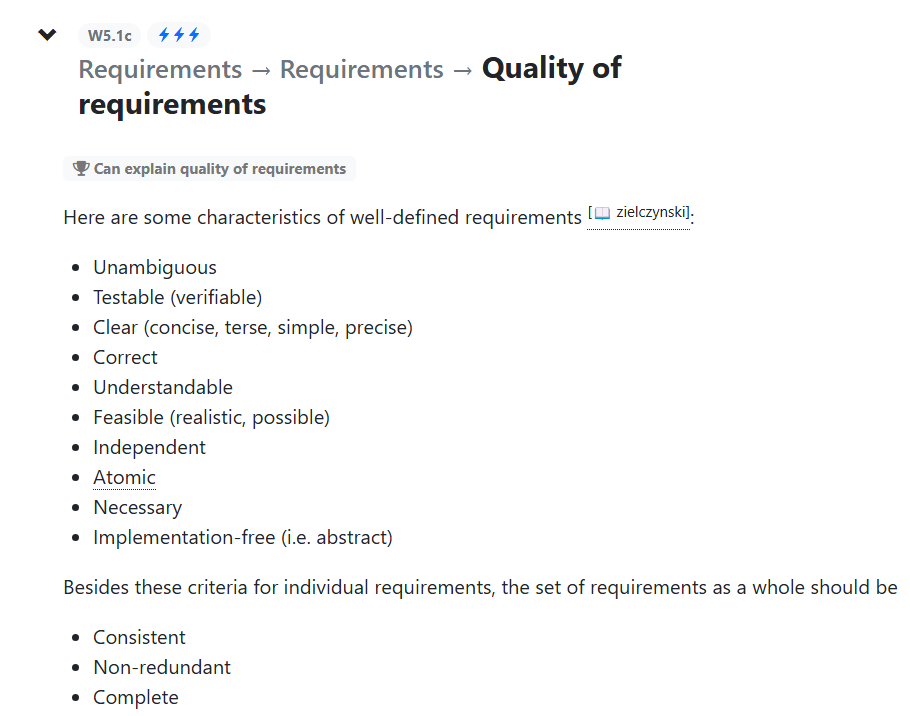 W5.1c
Requirements → Requirements → Quality of
requirements
Can explain quality of requirements
Here are some characteristics of well-defined requirements [📖 zielczynski]:
• Unambiguous
• Testable (verifiable)
• Clear (concise, terse, simple, precise)
• Correct
• Understandable
• Feasible (realistic, possible)
• Independent
• Atomic
• Necessary
• Implementation-free (i.e. abstract)
Besides these criteria for individual requirements, the set of requirements as a whole should be
• Consistent
• Non-redundant
• Complete